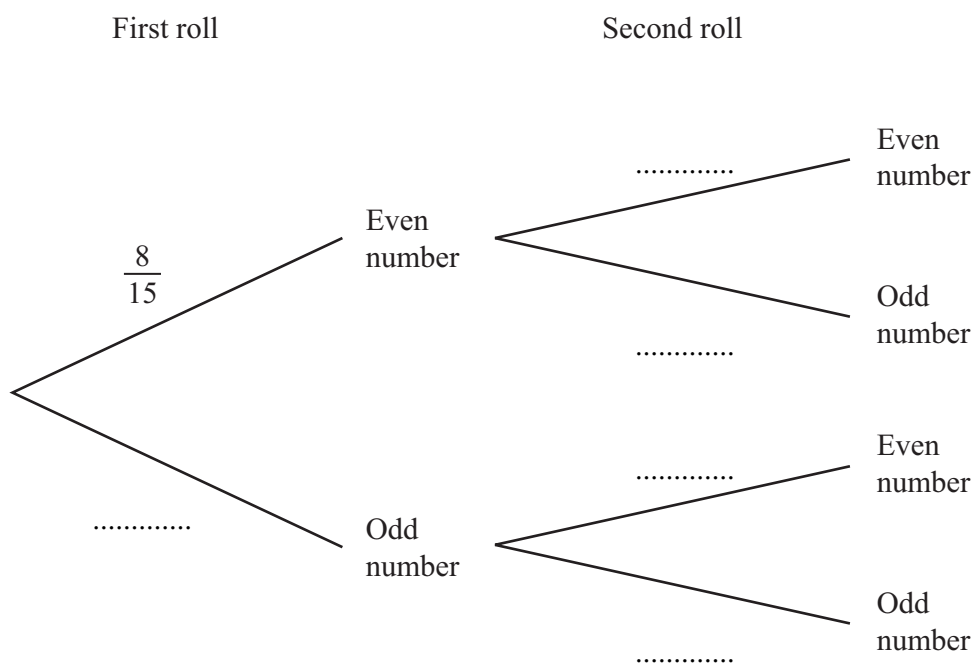 First roll
Second roll
Even
number
.............
8
15
Even
number
Odd
number
.............
Even
number
.............
.............
Odd
number
Odd
number
.............